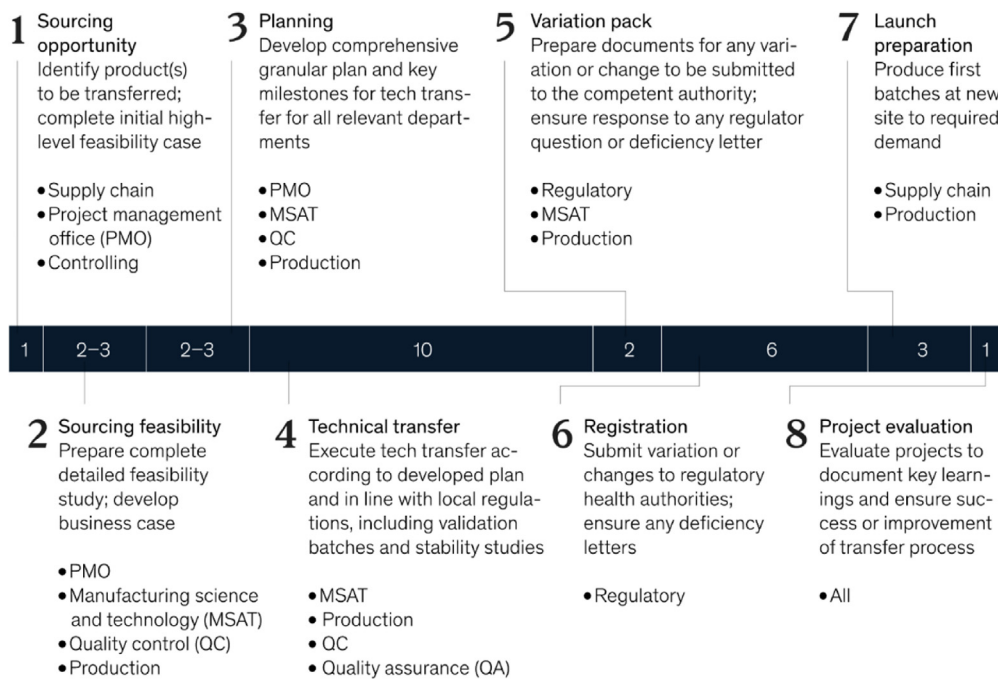 1 Sourcing
opportunity
Identify product(s)
to be transferred;
complete initial high-
level feasibility case
• Supply chain
• Project management
office (PMO)
• Controlling
3 Planning
Develop comprehensive
granular plan and key
milestones for tech trans-
fer for all relevant depart-
ments
• PMO
• MSAT
• QC
• Production
5 Variation pack
Prepare documents for any vari-
ation or change to be submitted
to the competent authority;
ensure response to any regulator
question or deficiency letter
• Regulatory
• MSAT
• Production
7 Launch
preparation
Produce first
batches at new
site to required
demand
• Supply chain
• Production
1 2–3 2–3 10 2 6 3 1
2 Sourcing feasibility
Prepare complete
detailed feasibility
study; develop
business case
• PMO
• Manufacturing science
and technology (MSAT)
• Quality control (QC)
• Production
4 Technical transfer
Execute tech transfer ac-
cording to developed plan
and in line with local regula-
tions, including validation
batches and stability studies
• MSAT
• Production
• QC
• Quality assurance (QA)
6 Registration
Submit variation or
changes to regulatory
health authorities;
ensure any deficiency
letters
• Regulatory
8 Project evaluation
Evaluate projects to
document key learn-
ings and ensure suc-
cess or improvement
of transfer process
• All